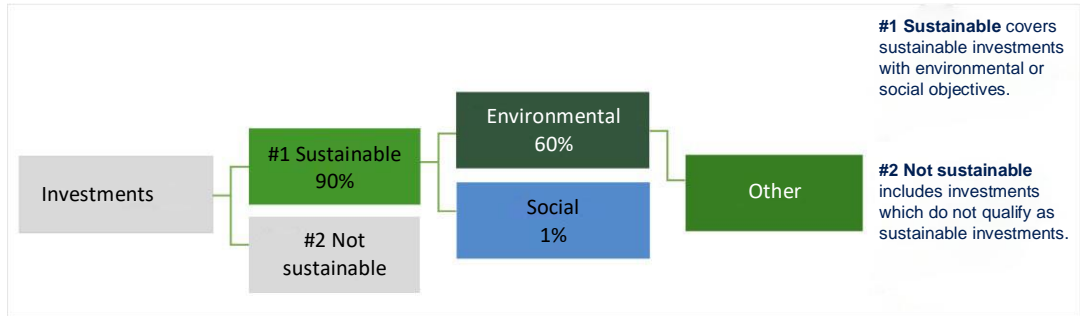 Investments
#1 Sustainable
90%
#2 Not
sustainable
Environmental
60%
Social
1%
Other
#1 Sustainable covers
sustainable investments
with environmental or
social objectives.
#2 Not sustainable
includes investments
which do not qualify as
sustainable investments.